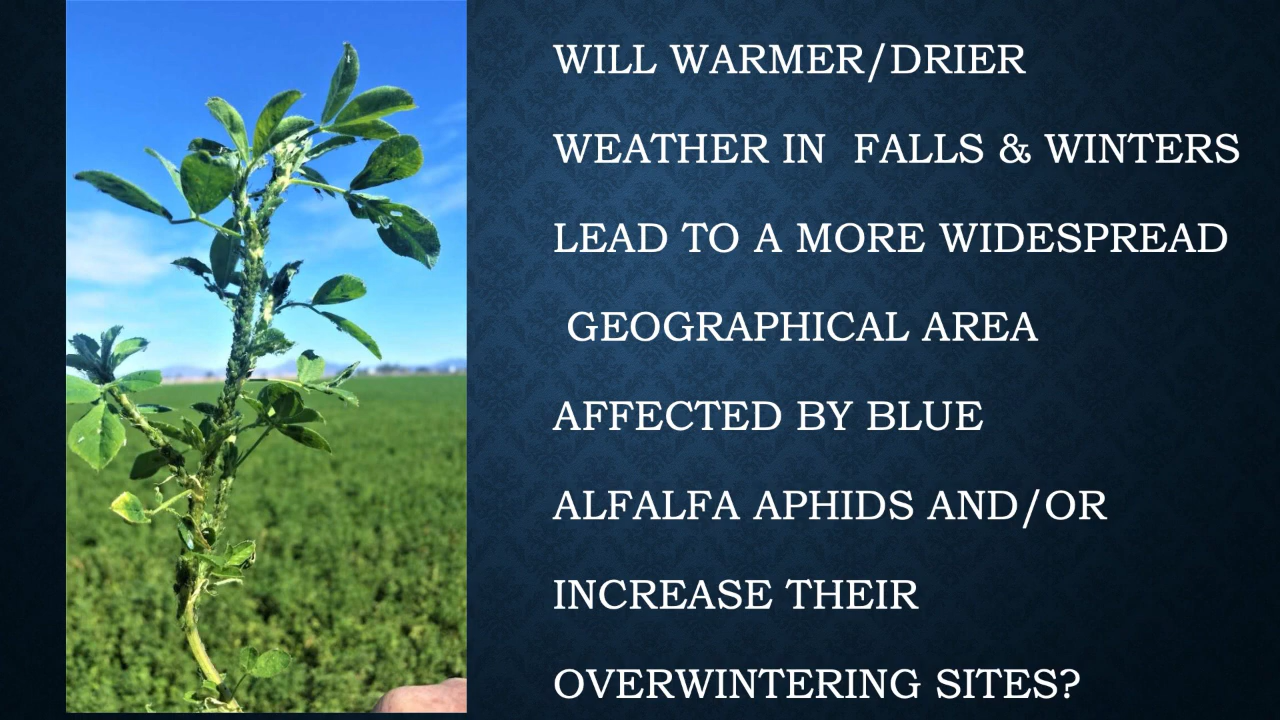 WILL WARMER/DRIER
WEATHER IN  FALLS & WINTERS
LEAD TO A MORE WIDESPREAD
GEOGRAPHICAL AREA
AFFECTED BY BLUE
ALFALFA APHIDS AND/OR
INCREASE THEIR
OVERWINTERING SITES?